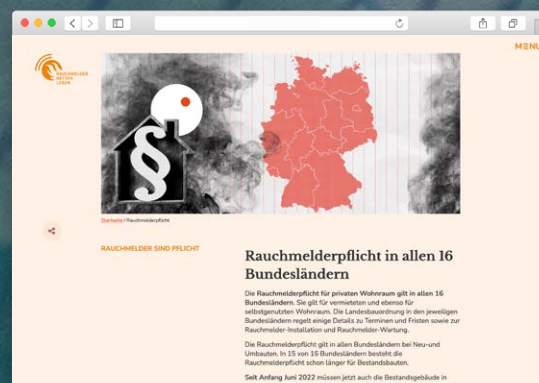 MENU
RAUCHMELDER
RETTEN
LEBEN
§
Startseite / Rauchmelderpflicht
RAUCHMELDER SIND PFLICHT
Rauchmelderpflicht in allen 16
Bundesländern
Die Rauchmelderpflicht für privaten Wohnraum gilt in allen 16
Bundesländern. Sie gilt für vermieteten und ebenso für
selbstgenutzten Wohnraum. Die Landesbauordnung in den jeweiligen
Bundesländern regelt einige Details zu Terminen und Fristen sowie zur
Rauchmelder-Installation und Rauchmelder-Wartung.
Die Rauchmelderpflicht gilt in allen Bundesländern bei Neu-und
Umbauten. In 15 von 16 Bundesländern besteht die
Rauchmelderpflicht schon länger für Bestandsbauten.
Seit Anfang Juni 2022 müssen jetzt auch die Bestandsgebäude in